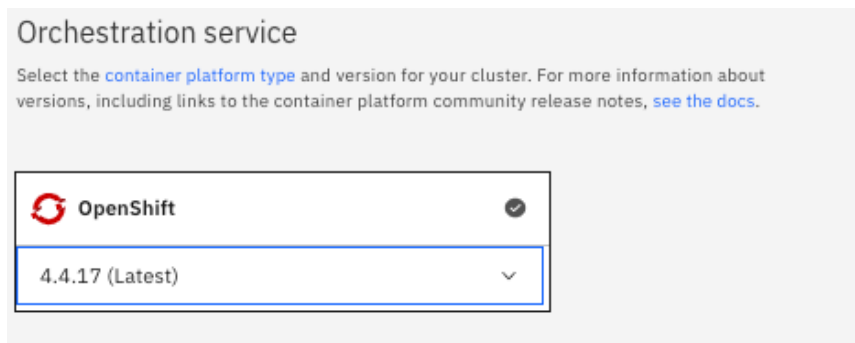 Orchestration service
Select the container platform type and version for your cluster. For more information about
versions, including links to the container platform community release notes, see the docs.
OpenShift
4.4.17 (Latest)